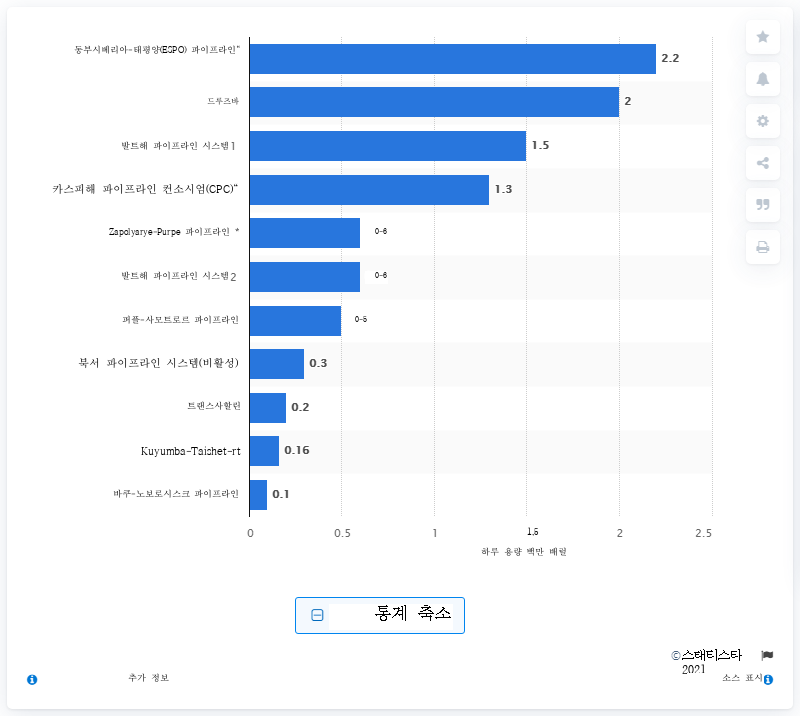 동부시베리아-태평양(ESPO) 파이프라인"
2.2
드루즈바
2
발트해 파이프라인 시스템1
1.5
카스피해 파이프라인 컨소시엄(CPC)"
1.3
Zapolyarye-Purpe 파이프라인 *
0-6
발트해 파이프라인 시스템2
0-6
퍼플-사모트로르 파이프라인
0-5
북서 파이프라인 시스템(비활성)
0.3
트랜스사할린
0.2
Kuyumba-Taishet-rt
0.16
바쿠-노보로시스크 파이프라인
0.1
0 0.5 1 1,5 2 2.5
하루 용량 백만 배럴
통계 축소
©스태티스타
2021
추가 정보
소스 표시